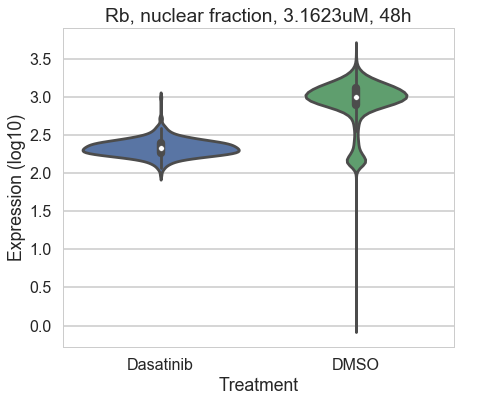 Rb, nuclear fraction, 3.1623uM, 48h
Expression (log10)
3.5
3.0
2.5
2.0
1.5
1.0
0.5
0.0
Dasatinib DMSO
Treatment